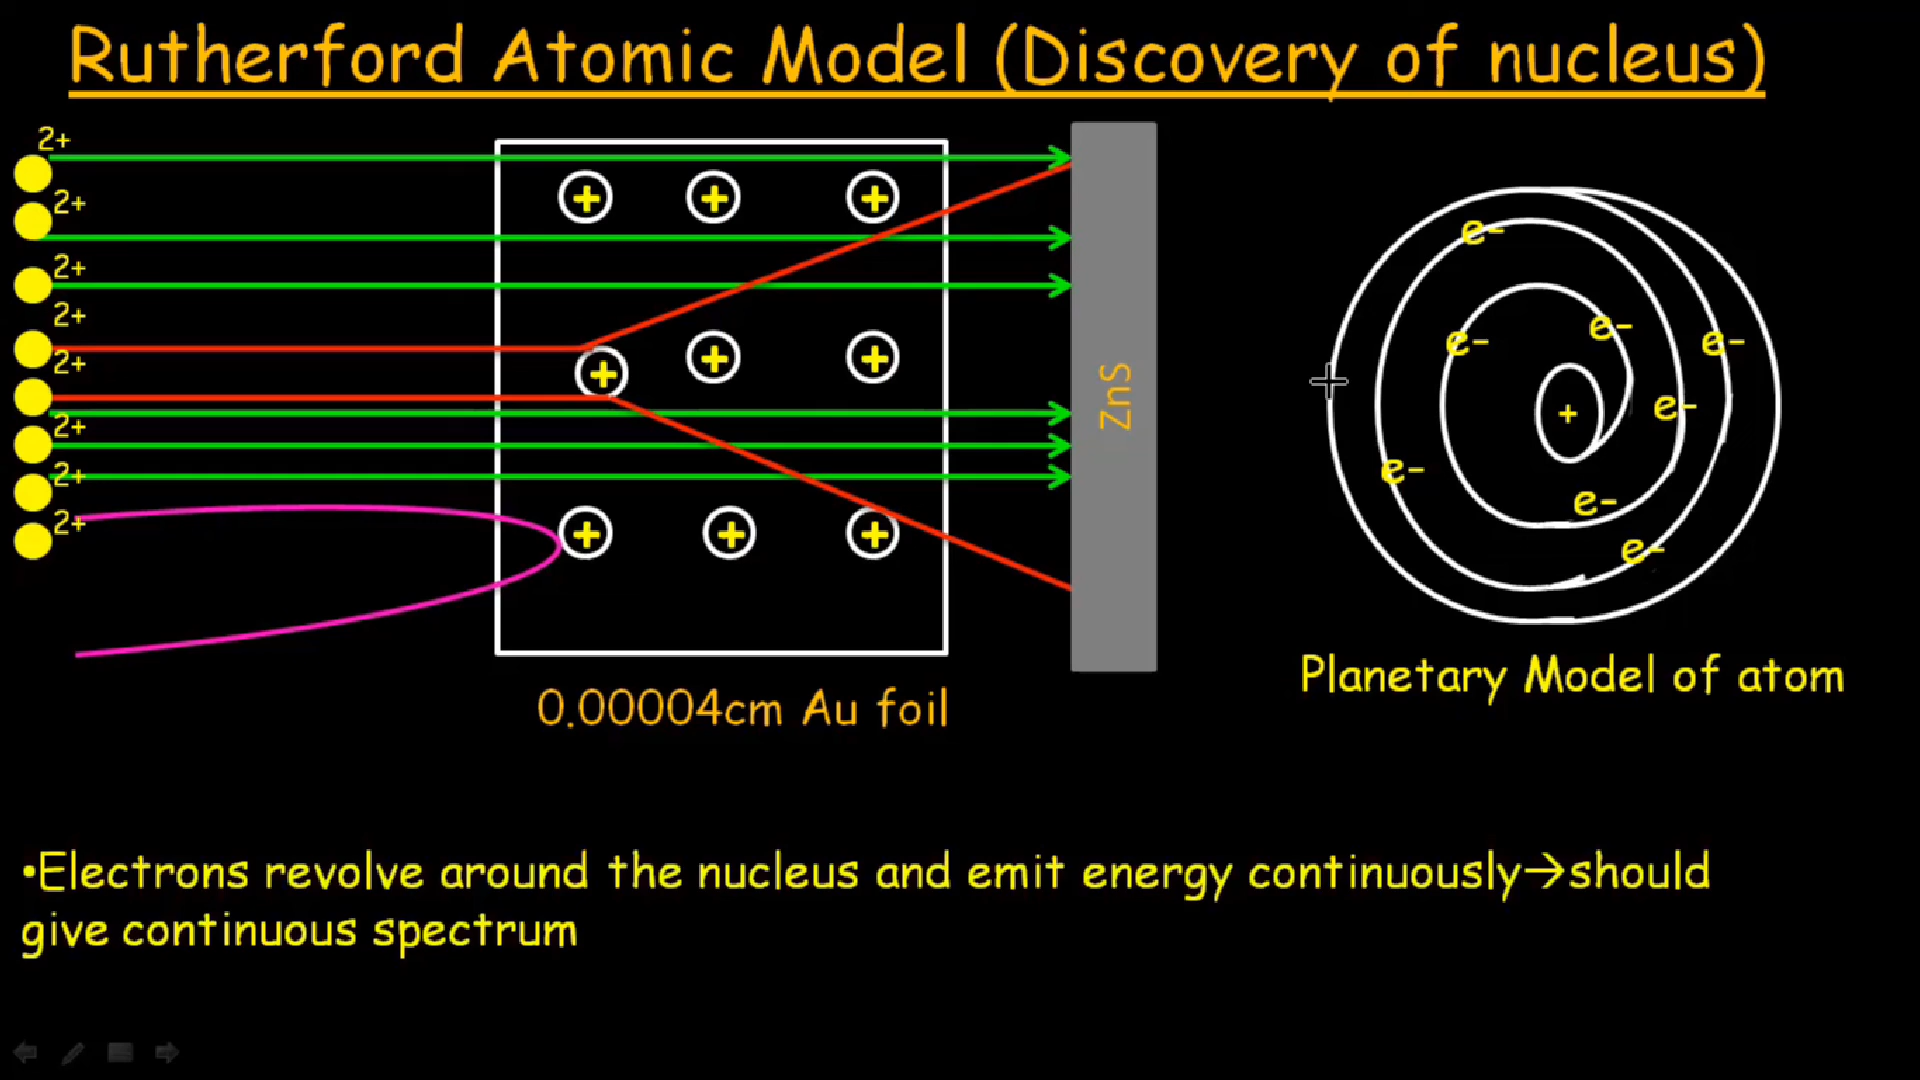 Rutherford Atomic Model (Discovery of nucleus)
2+
2+
2+
2+
2+
2+
2+
2+
+ + +
+ + +
+ + +
ZnS
0.00004cm Au foil
e-
e-
e-
e-
e-
e-
e-
e-
+
Planetary Model of atom
•Electrons revolve around the nucleus and emit energy continuously→should
give continuous spectrum